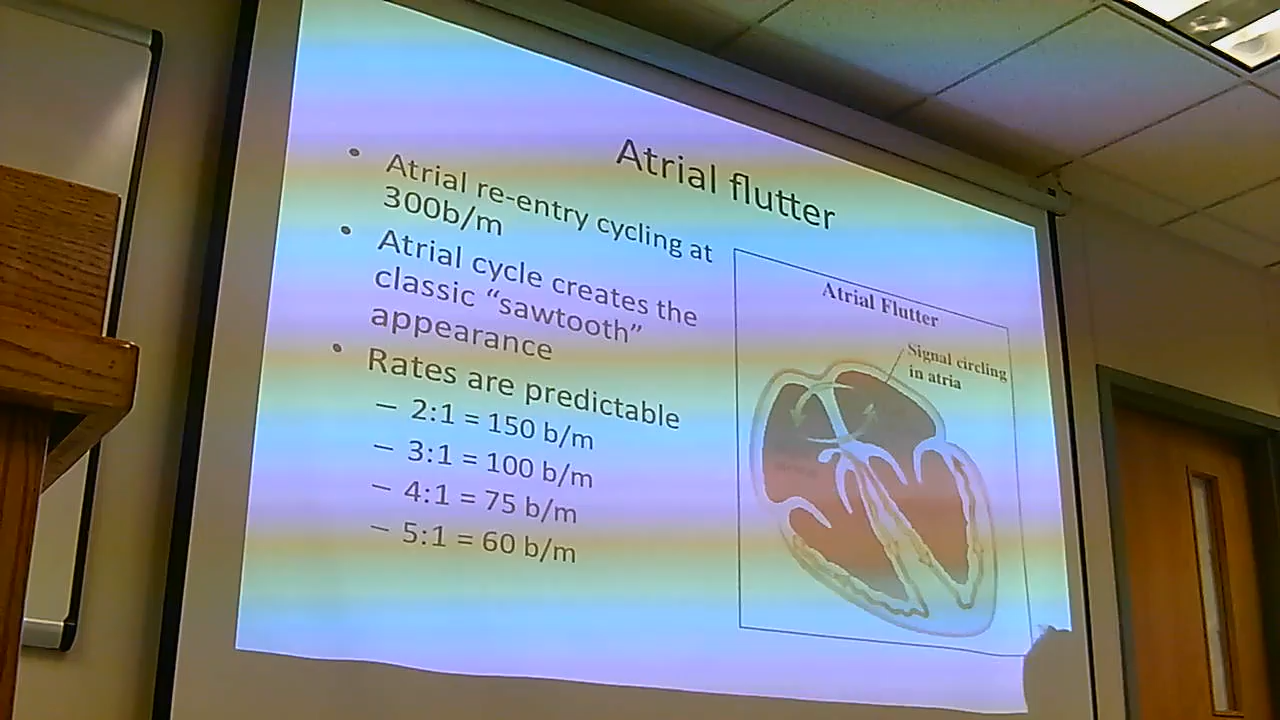 Atrial flutter
• Atrial re-entry cycling at
300b/m
• Atrial cycle creates the
classic “sawtooth”
appearance
• Rates are predictable
– 2:1 = 150 b/m
– 3:1 = 100 b/m
– 4:1 = 75 b/m
– 5:1 = 60 b/m
Atrial Flutter
Signal circling
in atria